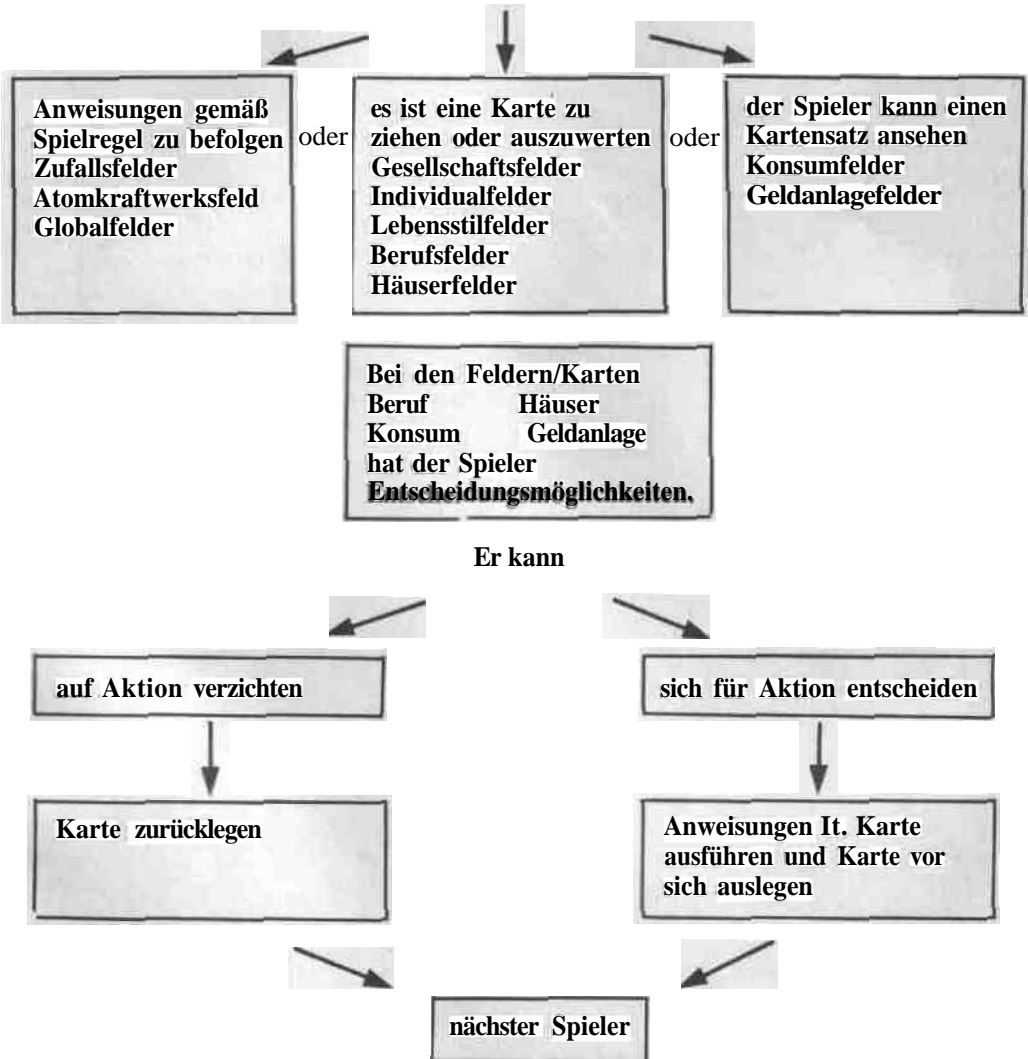 Anweisungen gemäß
Spielregel zu befolgen
Zufallsfelder
Atomkraftwerksfeld
Globalfelder
oder
es ist eine Karte zu
ziehen oder auszuwerten
Gesellschaftsfelder
Individualfelder
Lebensstilfelder
Berufsfelder
Häuserfelder
oder
der Spieler kann einen
Kartensatz ansehen
Konsumfelder
Geldanlagefelder
Bei den Feldern/Karten
Beruf Häuser
Konsum Geldanlage
hat der Spieler
Entscheidungsmöglichkeiten.
Er kann
auf Aktion verzichten
sich für Aktion entscheiden
Karte zurücklegen
Anweisungen It. Karte
ausführen und Karte vor
sich auslegen
nächster Spieler